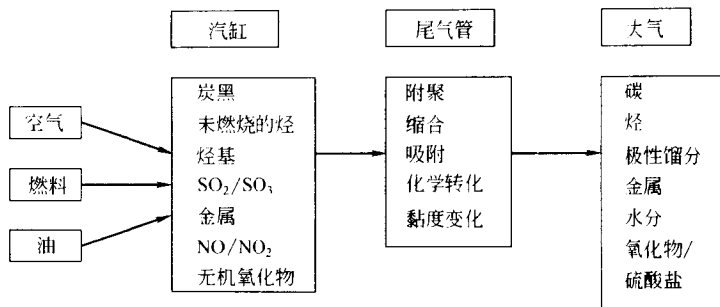 汽缸
尾气管
大气
空气
燃料
油
炭黑
未燃烧的烃
烃基
SO₂/SO₃
金属
NO/NO₂
无机氧化物
附聚
缩合
吸附
化学转化
黏度变化
碳
烃
极性馏分
金属
水分
氧化物/
硫酸盐